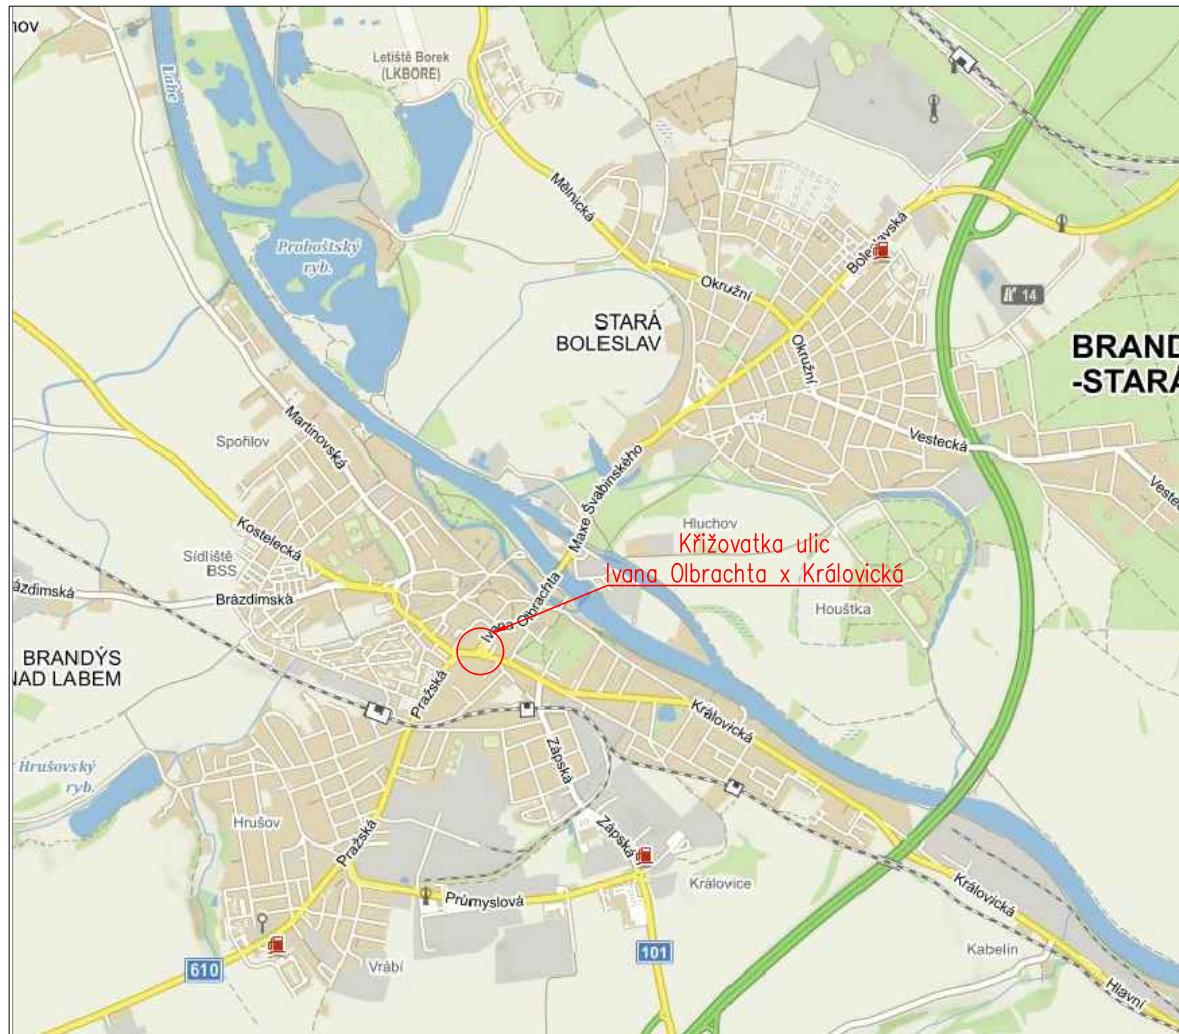 nov
Letiště Borek
(LKBORE)
Labe
Mělnická
Proboštský
ryb.
Boleslavská
Okružní
14
STARÁ
BOLESLAV
Okružní
BRAND
-STARÁ
Martinovská
Spořilov
Vestecká
Maxe Švabinského
Vestec
Kostelecká
Hluchov
Křižovatka ulic
Ivana Olbrachta x Královická
Sídliště
BSS
ázdimská
Brázdimská
Houštka
Ivana Olbrachta
BRANDÝS
NAD LABEM
Pražská
Královická
Zápská
Hrušovský
ryb.
Hrušov
Pražská
Zápská
Královice
Průmyslová
Královická
Kabelín
Vrábí
610
101
Hlavní